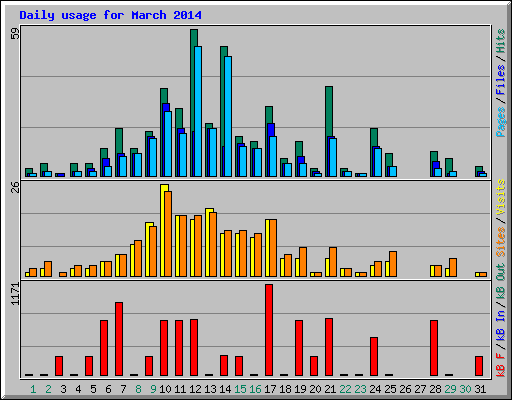 Daily usage for March 2014
59
26
1171
Pages / Files / Hits
Sites / Visits
kB F / kB In / kB Out
1 2 3 4 5 6 7 8 9 10 11 12 13 14 15 16 17 18 19 20 21 22 23 24 25 26 27 28 29 30 31